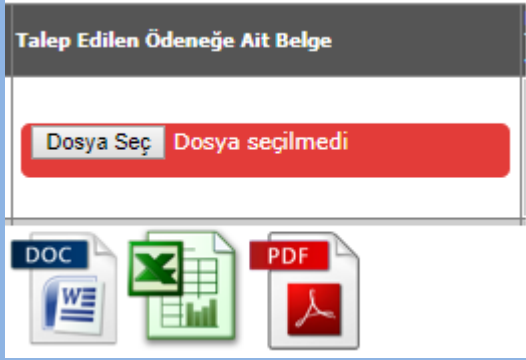 Talep Edilen Ödeneğe Ait Belge
Dosya Seç Dosya seçilmedi
DOC X PDF
W